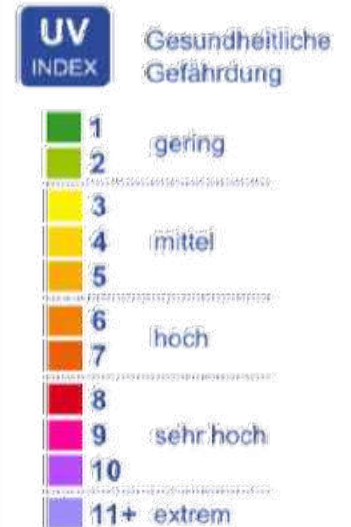 UV
INDEX
Gesundheitliche
Gefährdung
1
2
gering
3
4
mittel
5
6
hoch
7
8
9
sehr hoch
10
11+ extrem